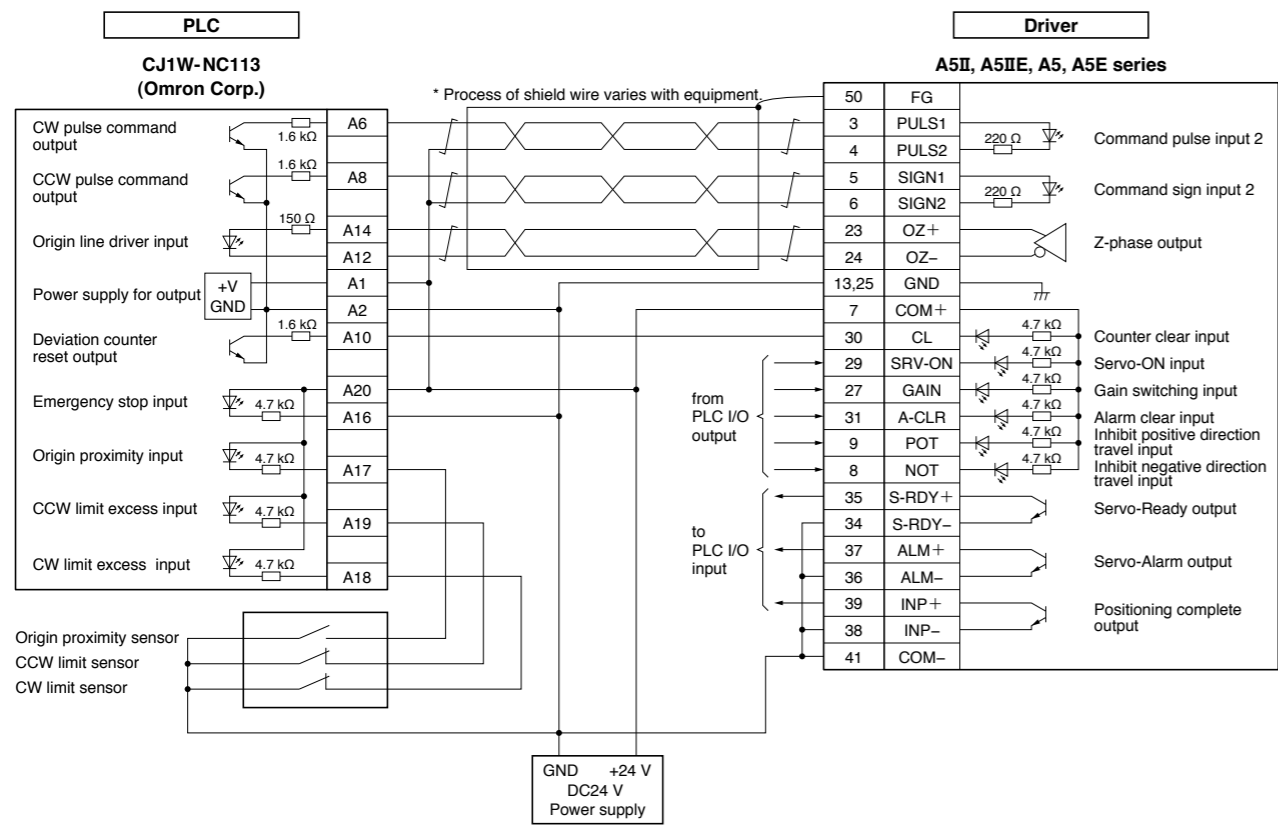 PLC
Driver
CJ1W-NC113
(Omron Corp.)
A5II, A5IIE, A5, A5E series
* Process of shield wire varies with equipment.
CW pulse command
output
1.6 kΩ
A6
CCW pulse command
output
1.6 kΩ
A8
Origin line driver input
150 Ω
A14
A12
Power supply for output
+V
GND
A1
A2
Deviation counter
reset output
1.6 kΩ
A10
A20
Emergency stop input
4.7 kΩ
A16
Origin proximity input
4.7 kΩ
A17
CCW limit excess input
4.7 kΩ
A19
CW limit excess input
4.7 kΩ
A18
Origin proximity sensor
CCW limit sensor
CW limit sensor
50 FG
3 PULS1
4 PULS2
220 Ω
Command pulse input 2
5 SIGN1
6 SIGN2
220 Ω
Command sign input 2
23 OZ+
24 OZ−
Z-phase output
13,25 GND
7 COM+
30 CL
4.7 kΩ
Counter clear input
29 SRV-ON
4.7 kΩ
Servo-ON input
27 GAIN
4.7 kΩ
Gain switching input
31 A-CLR
4.7 kΩ
Alarm clear input
9 POT
4.7 kΩ
Inhibit positive direction
travel input
8 NOT
4.7 kΩ
Inhibit negative direction
travel input
from
PLC I/O
output
35 S-RDY+
34 S-RDY−
Servo-Ready output
37 ALM+
36 ALM−
Servo-Alarm output
39 INP+
38 INP−
Positioning complete
output
41 COM−
to
PLC I/O
input
GND +24 V
DC24 V
Power supply